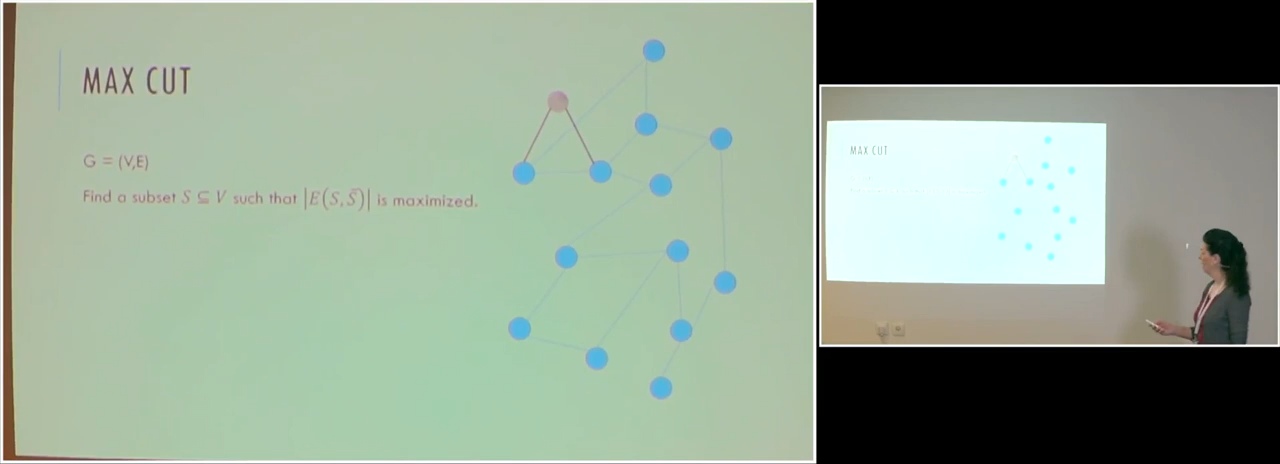 MAX CUT
G = (V,E)
Find a subset S ⊆ V such that |E(S, S̄)| is maximized.
MAX CUT